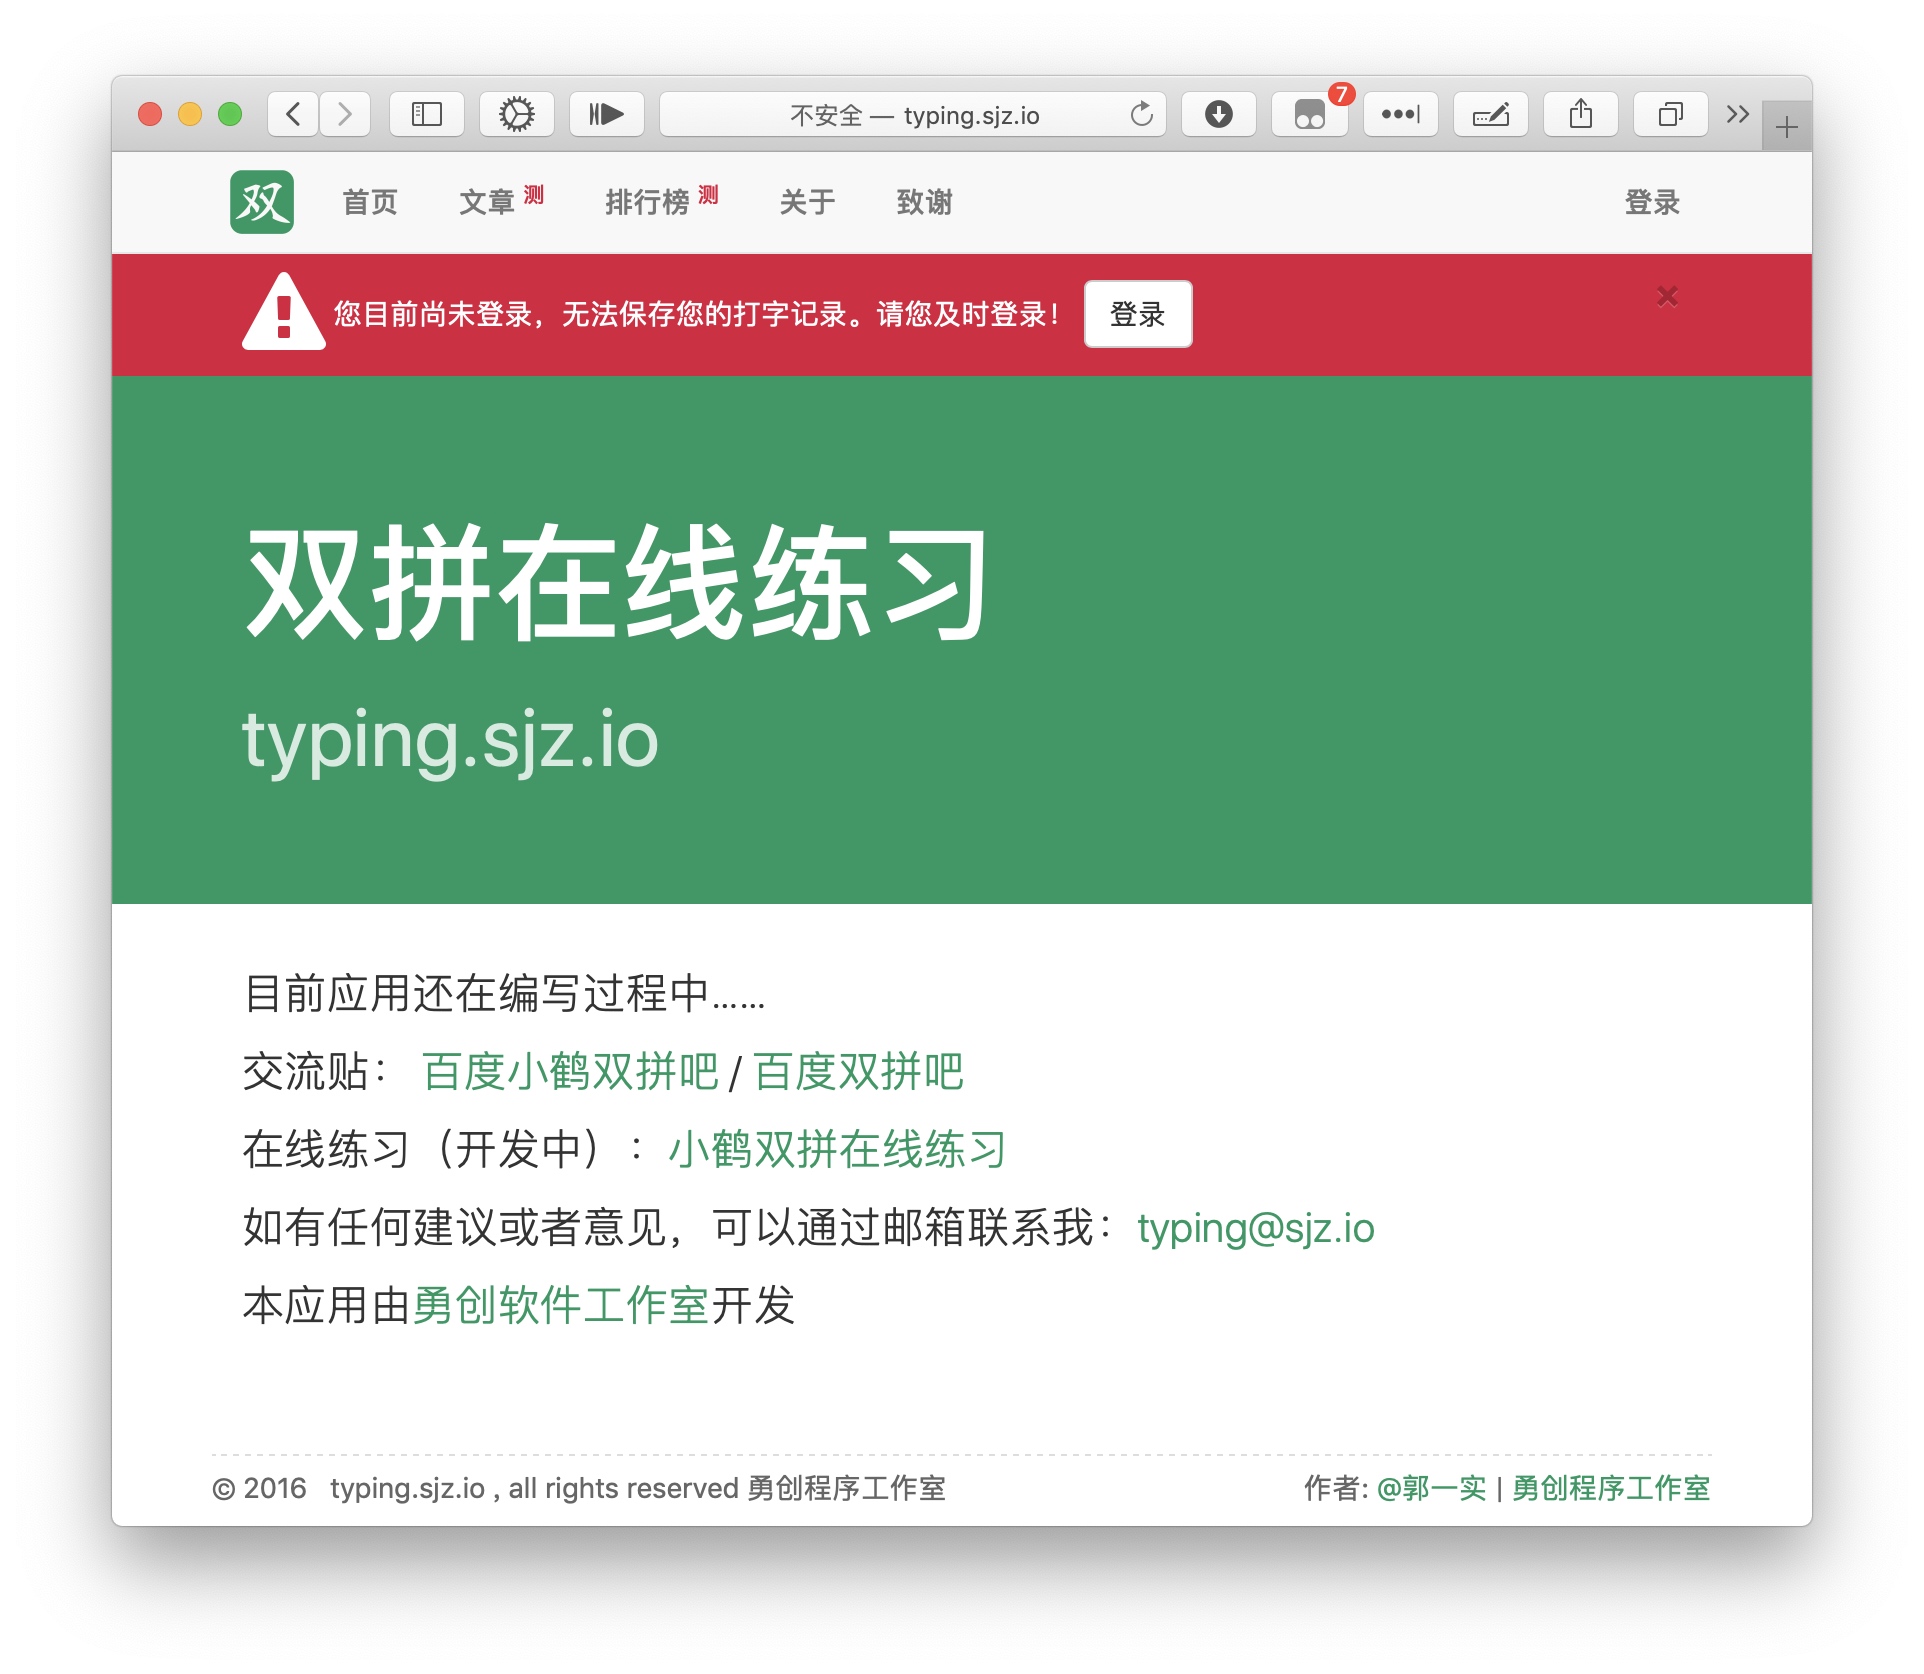 不安全 — typing.sjz.io
7
双 首页 文章 测 排行榜 测 关于 致谢 登录
您目前尚未登录，无法保存您的打字记录。请您及时登录！ 登录
双拼在线练习
typing.sjz.io
目前应用还在编写过程中……
交流贴： 百度小鹤双拼吧 / 百度双拼吧
在线练习（开发中）：小鹤双拼在线练习
如有任何建议或者意见，可以通过邮箱联系我：typing@sjz.io
本应用由勇创软件工作室开发
© 2016 typing.sjz.io , all rights reserved 勇创程序工作室
作者: @郭一实 | 勇创程序工作室